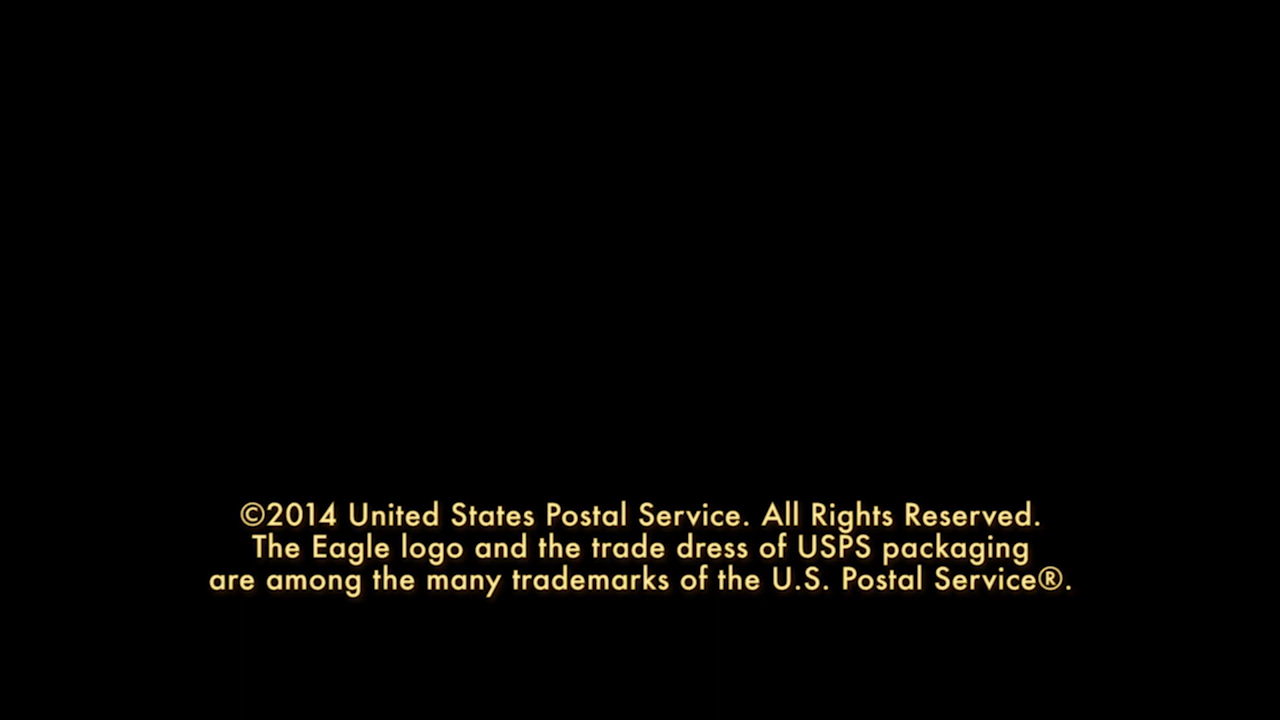 ©2014 United States Postal Service. All Rights Reserved.
The Eagle logo and the trade dress of USPS packaging
are among the many trademarks of the U.S. Postal Service®.